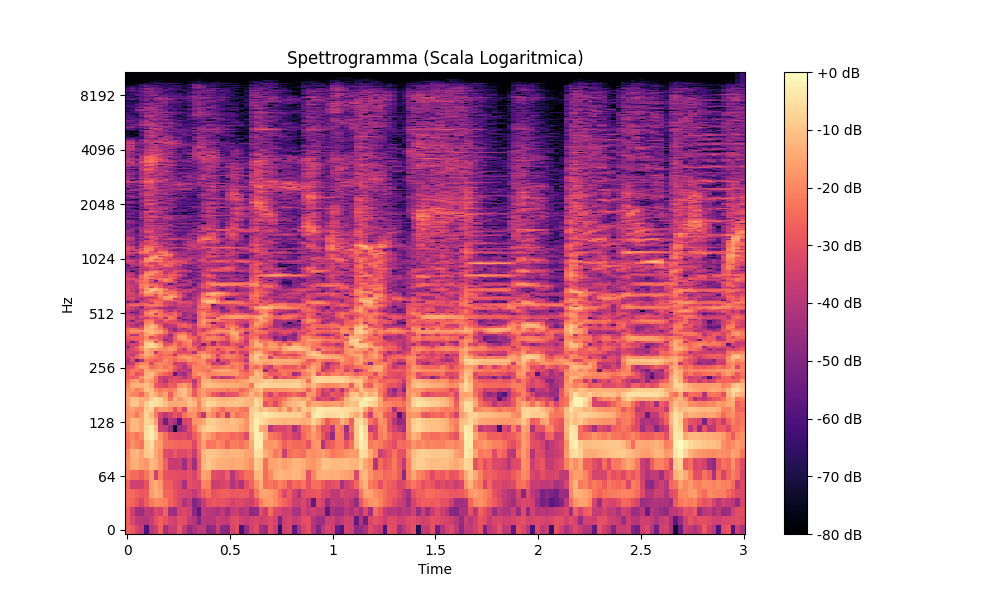 Spettrogramma (Scala Logaritmica)
Hz
8192
4096
2048
1024
512
256
128
64
0
0
0.5
1
1.5
2
2.5
3
Time
+0 dB
-10 dB
-20 dB
-30 dB
-40 dB
-50 dB
-60 dB
-70 dB
-80 dB